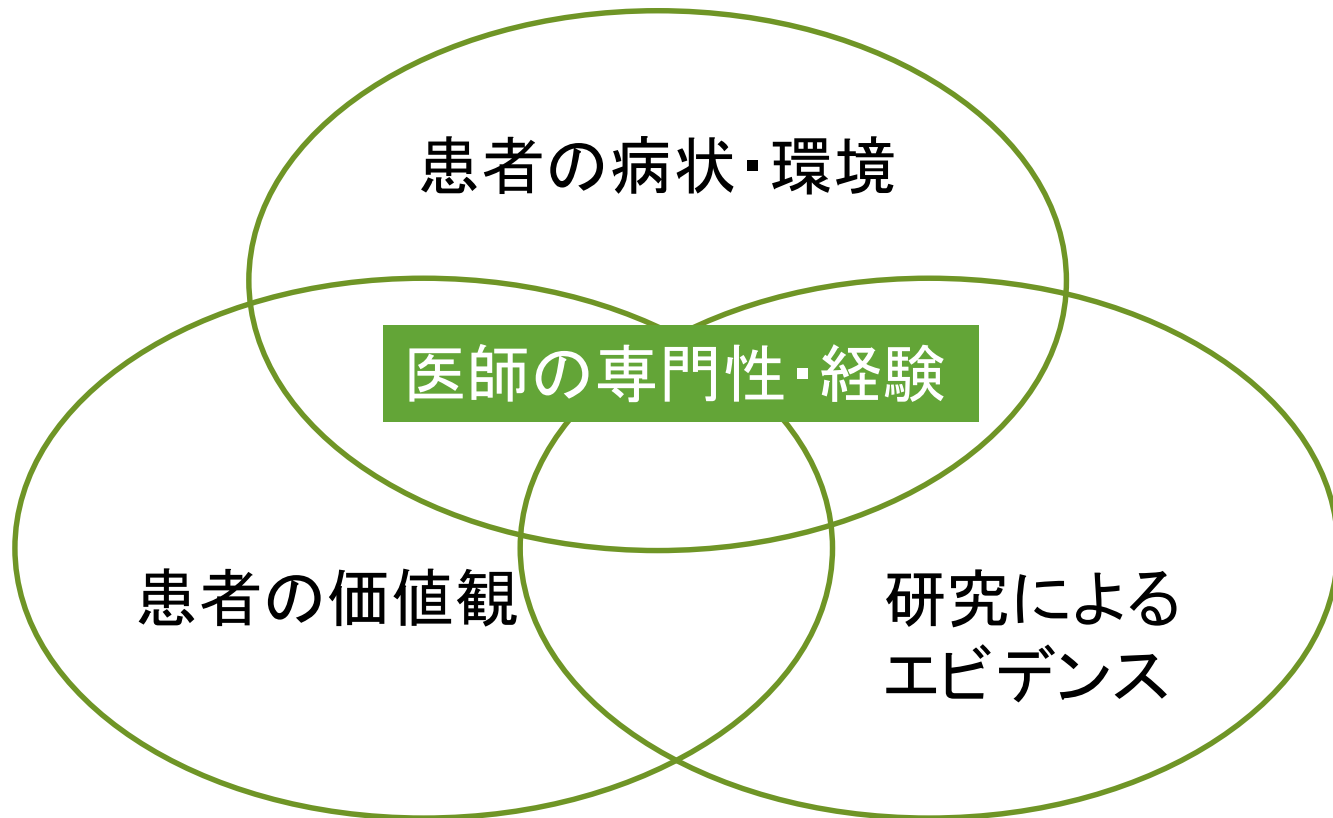 患者の病状・環境
医師の専門性・経験
患者の価値観
研究による
エビデンス